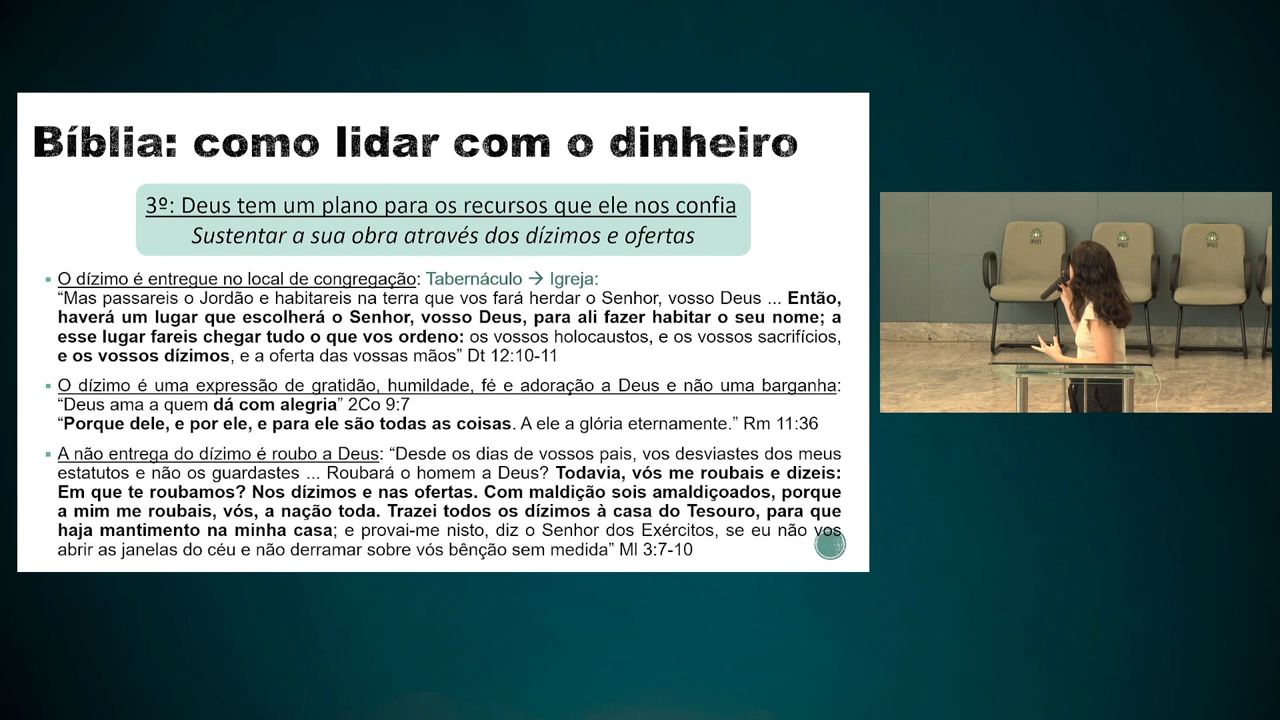 Bíblia: como lidar com o dinheiro
3º: Deus tem um plano para os recursos que ele nos confia
Sustentar a sua obra através dos dízimos e ofertas
▪ O dízimo é entregue no local de congregação: Tabernáculo → Igreja:
“Mas passareis o Jordão e habitareis na terra que vos fará herdar o Senhor, vosso Deus ... Então,
haverá um lugar que escolherá o Senhor, vosso Deus, para ali fazer habitar o seu nome; a
esse lugar fareis chegar tudo o que vos ordeno: os vossos holocaustos, e os vossos sacrifícios,
e os vossos dízimos, e a oferta das vossas mãos” Dt 12:10-11
▪ O dízimo é uma expressão de gratidão, humildade, fé e adoração a Deus e não uma barganha:
“Deus ama a quem dá com alegria” 2Co 9:7
“Porque dele, e por ele, e para ele são todas as coisas. A ele a glória eternamente.” Rm 11:36
▪ A não entrega do dízimo é roubo a Deus: “Desde os dias de vossos pais, vos desviastes dos meus
estatutos e não os guardastes ... Roubará o homem a Deus? Todavia, vós me roubais e dizeis:
Em que te roubamos? Nos dízimos e nas ofertas. Com maldição sois amaldiçoados, porque
a mim me roubais, vós, a nação toda. Trazei todos os dízimos à casa do Tesouro, para que
haja mantimento na minha casa; e provai-me nisto, diz o Senhor dos Exércitos, se eu não vos
abrir as janelas do céu e não derramar sobre vós bênção sem medida” Ml 3:7-10